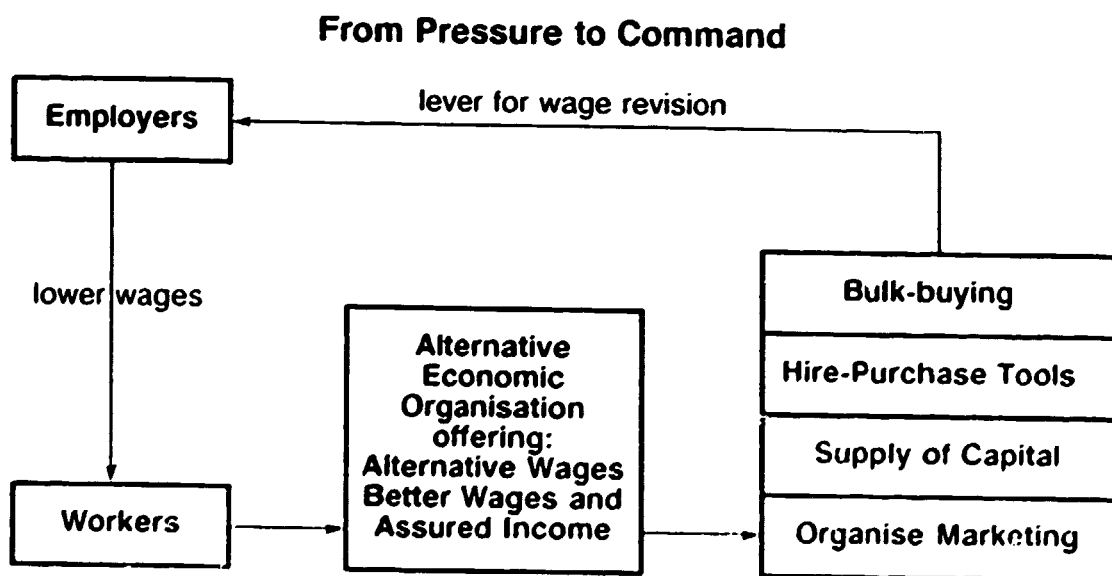 From Pressure to Command
Employers
lever for wage revision
lower wages
Workers
Alternative
Economic
Organisation
offering:
Alternative Wages
Better Wages and
Assured Income
Bulk-buying
Hire-Purchase Tools
Supply of Capital
Organise Marketing